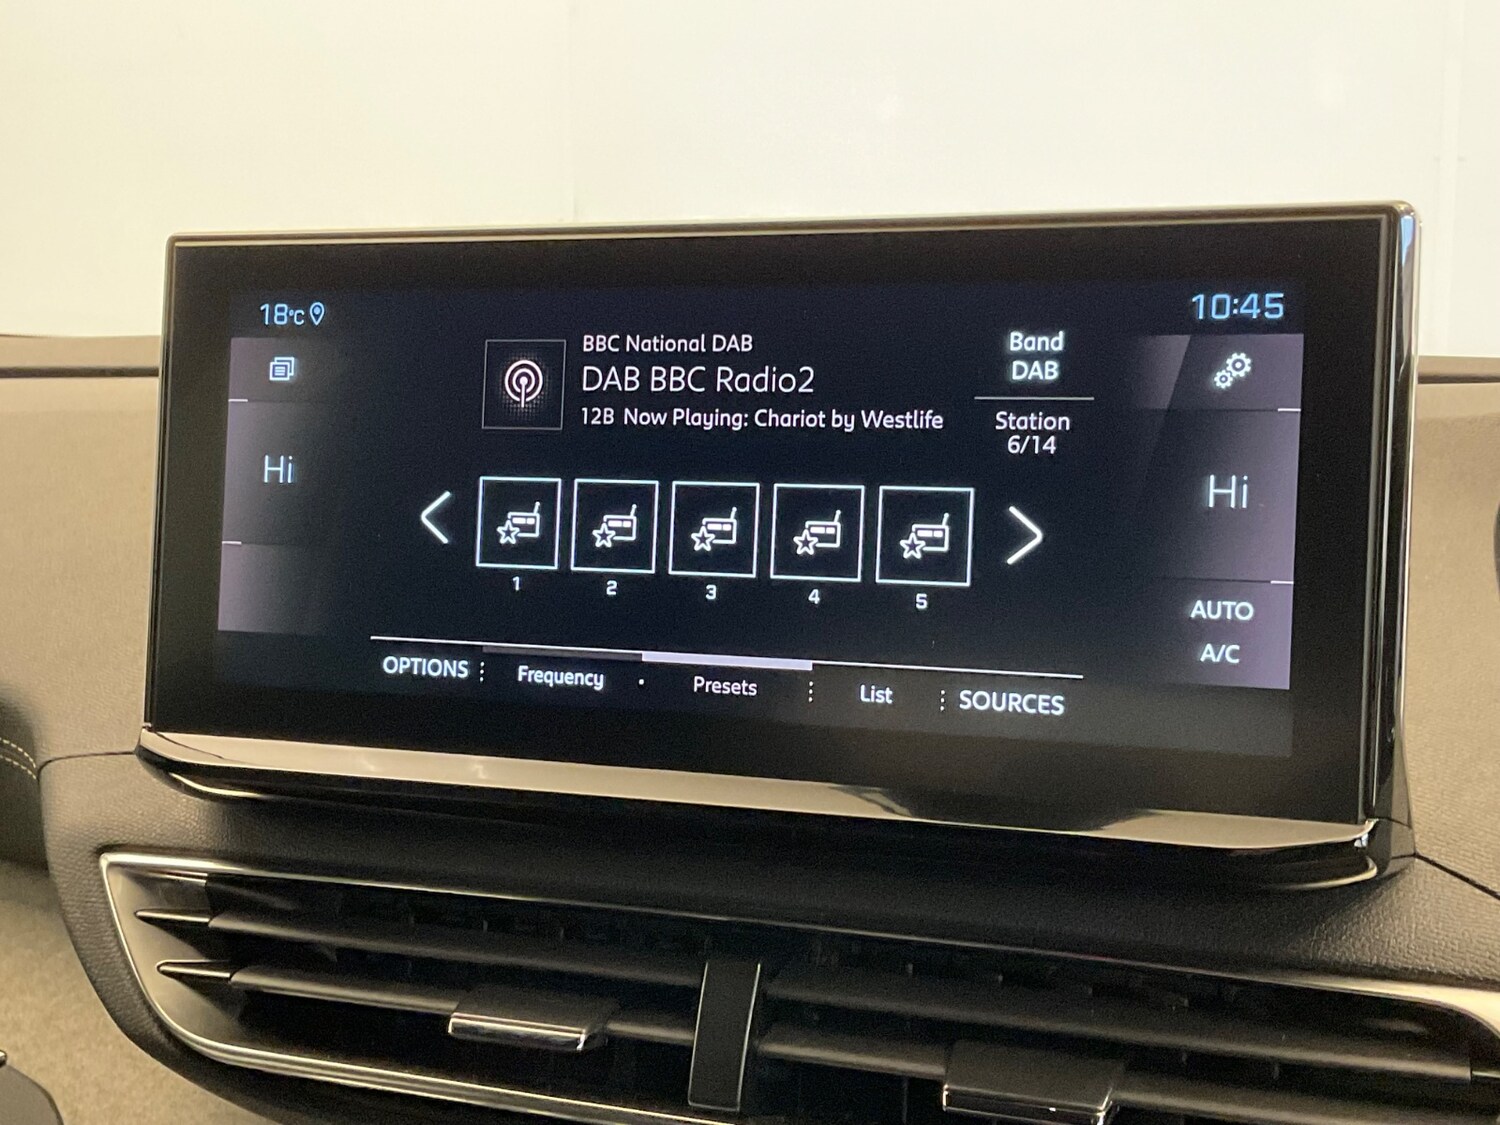 18°C
10:45
BBC National DAB
DAB BBC Radio2
12B Now Playing: Chariot by Westlife
Band
DAB
Station
6/14
Hi
Hi
1 2 3 4 5
AUTO
A/C
OPTIONS Frequency Presets List SOURCES